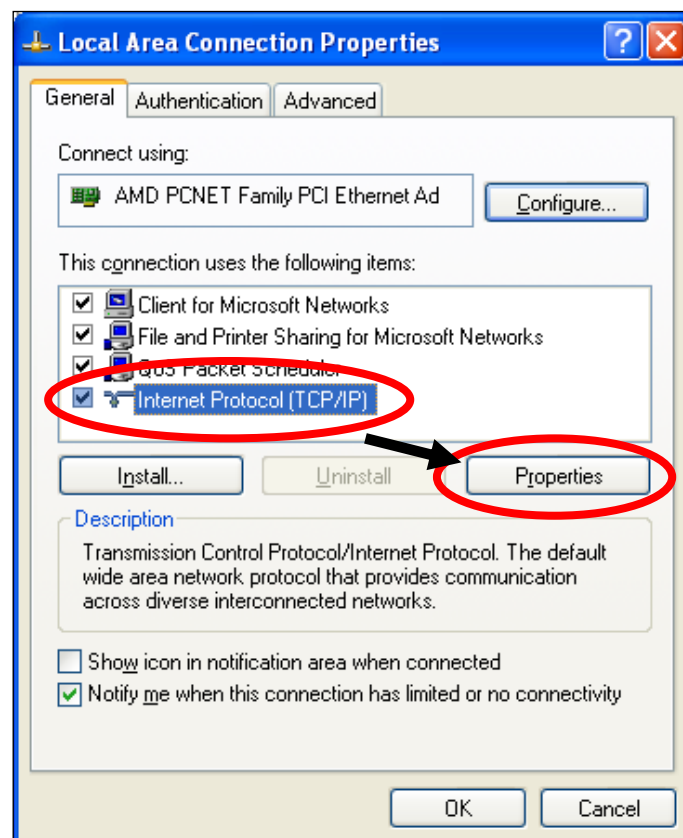 Local Area Connection Properties
General Authentication Advanced
Connect using:
AMD PCNET Family PCI Ethernet Ad
Configure...
This connection uses the following items:
Client for Microsoft Networks
File and Printer Sharing for Microsoft Networks
QoS Packet Scheduler
Internet Protocol (TCP/IP)
Install... Uninstall Properties
Description
Transmission Control Protocol/Internet Protocol. The default
wide area network protocol that provides communication
across diverse interconnected networks.
Show icon in notification area when connected
Notify me when this connection has limited or no connectivity
OK Cancel